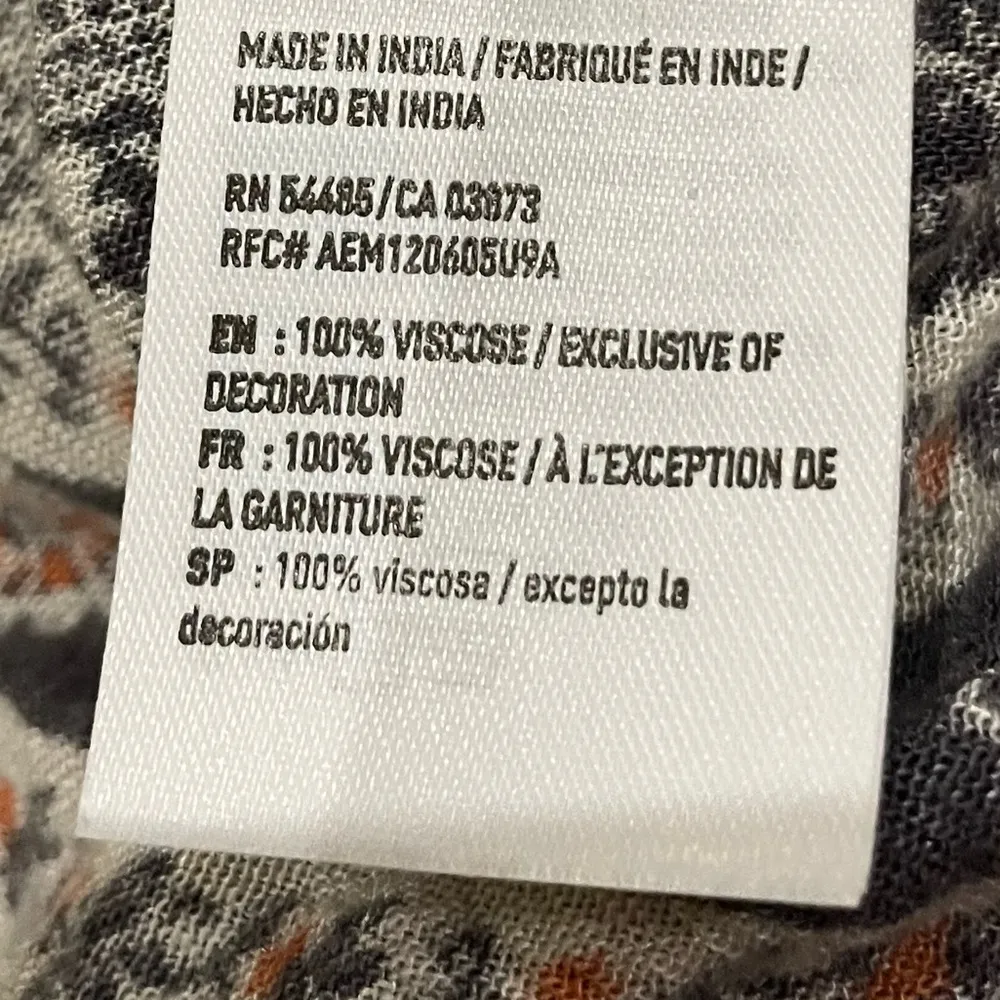 MADE IN INDIA / FABRIQUÉ EN INDE /
HECHO EN INDIA
RN 54485/CA 03873
RFC# AEM120605U9A
EN : 100% VISCOSE / EXCLUSIVE OF
DECORATION
FR : 100% VISCOSE / À L'EXCEPTION DE
LA GARNITURE
SP : 100% viscosa / excepto la
decoración